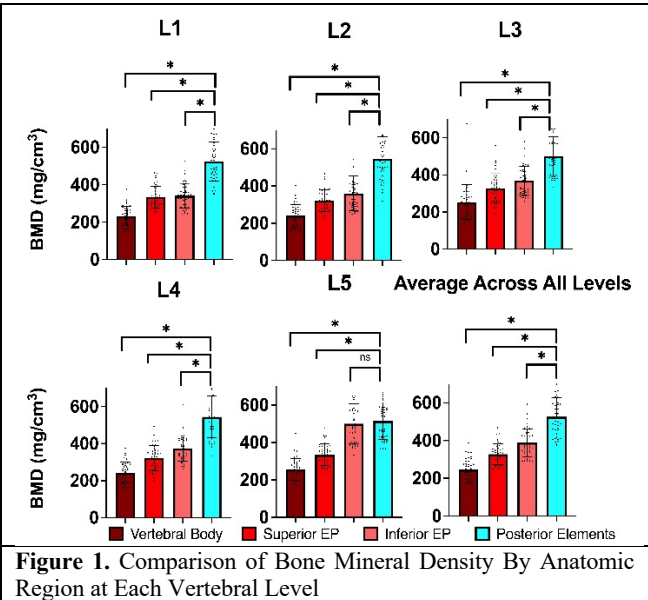 L1 L2 L3
* * *
* * *
* * *
BMD (mg/cm³)
600 600 600
400 400 400
200 200 200
0 0 0
L4 L5 Average Across All Levels
* * *
* * *
* ns *
BMD (mg/cm³)
600 600 600
400 400 400
200 200 200
0 0 0
Vertebral Body Superior EP Inferior EP Posterior Elements
Figure 1. Comparison of Bone Mineral Density By Anatomic
Region at Each Vertebral Level